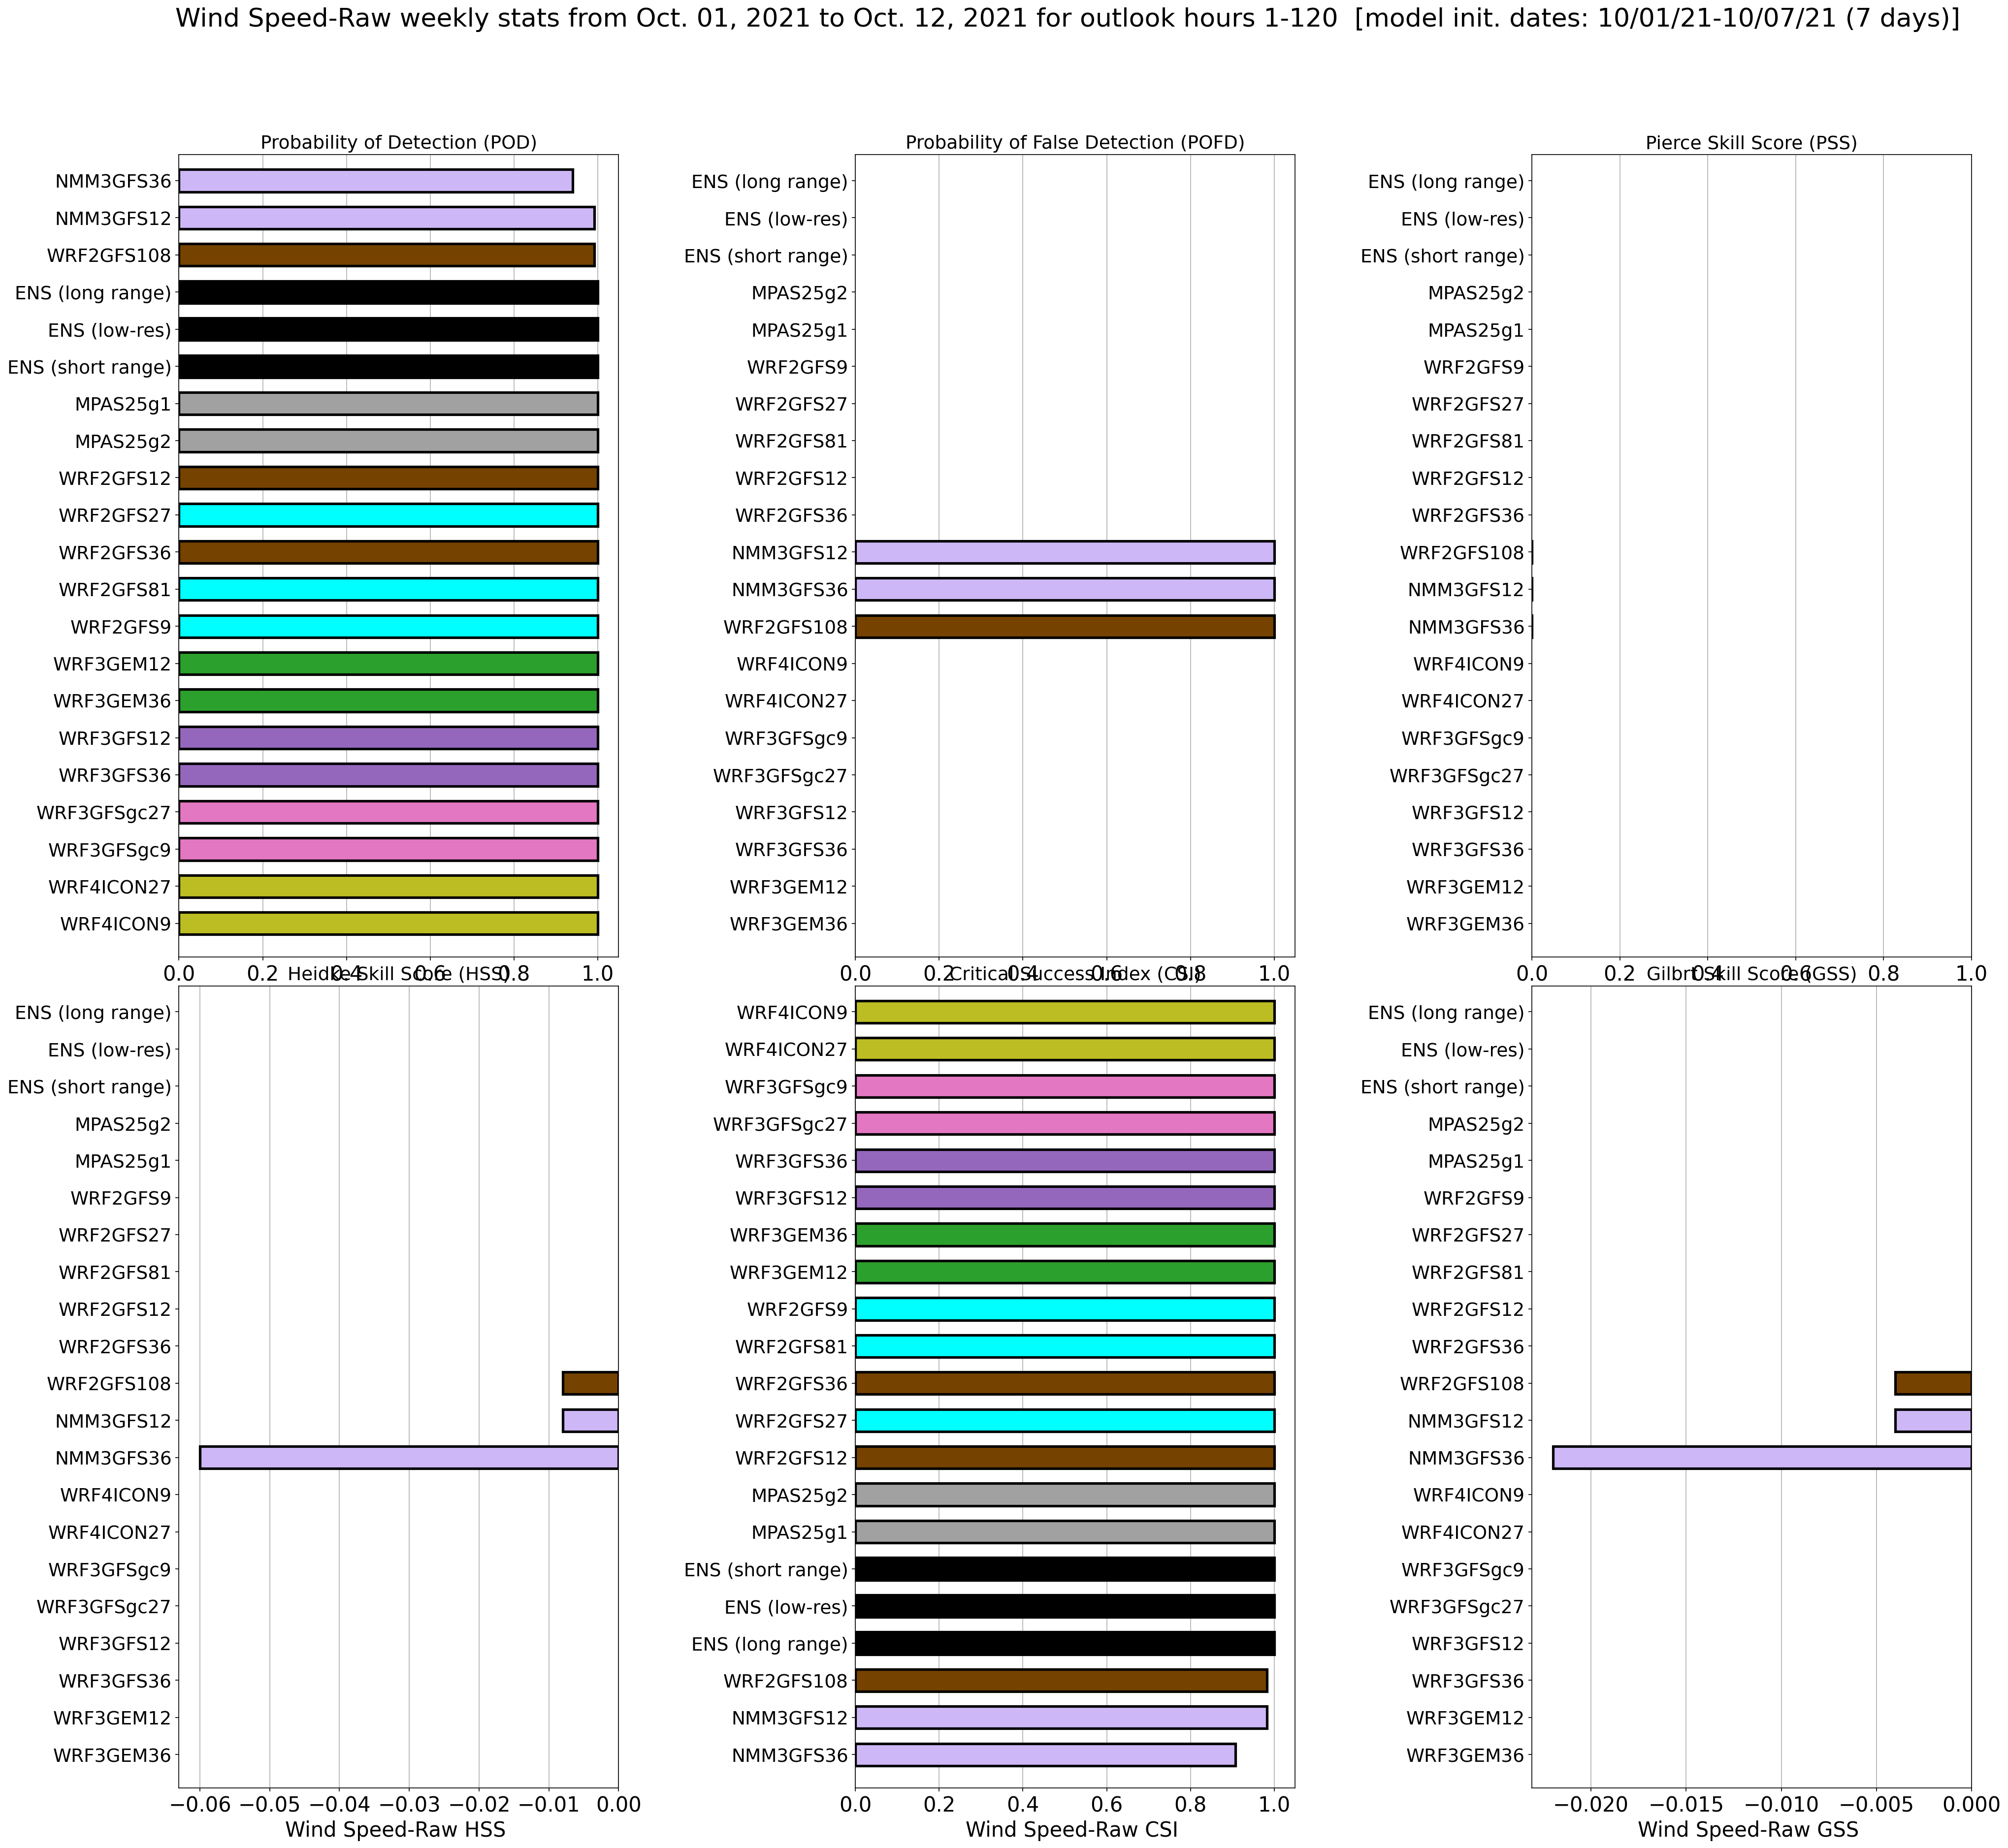 Wind Speed-Raw weekly stats from Oct. 01, 2021 to Oct. 12, 2021 for outlook hours 1-120  [model init. dates: 10/01/21-10/07/21 (7 days)]
Probability of Detection (POD)
NMM3GFS36
NMM3GFS12
WRF2GFS108
ENS (long range)
ENS (low-res)
ENS (short range)
MPAS25g1
MPAS25g2
WRF2GFS12
WRF2GFS27
WRF2GFS36
WRF2GFS81
WRF2GFS9
WRF3GEM12
WRF3GEM36
WRF3GFS12
WRF3GFS36
WRF3GFSgc27
WRF3GFSgc9
WRF4ICON27
WRF4ICON9
0.0 0.2 0.4 0.6 0.8 1.0
Probability of False Detection (POFD)
ENS (long range)
ENS (low-res)
ENS (short range)
MPAS25g2
MPAS25g1
WRF2GFS9
WRF2GFS27
WRF2GFS81
WRF2GFS12
WRF2GFS36
NMM3GFS12
NMM3GFS36
WRF2GFS108
WRF4ICON9
WRF4ICON27
WRF3GFSgc9
WRF3GFSgc27
WRF3GFS12
WRF3GFS36
WRF3GEM12
WRF3GEM36
0.0 0.2 0.4 0.6 0.8 1.0
Pierce Skill Score (PSS)
ENS (long range)
ENS (low-res)
ENS (short range)
MPAS25g2
MPAS25g1
WRF2GFS9
WRF2GFS27
WRF2GFS81
WRF2GFS12
WRF2GFS36
WRF2GFS108
NMM3GFS12
NMM3GFS36
WRF4ICON9
WRF4ICON27
WRF3GFSgc9
WRF3GFSgc27
WRF3GFS12
WRF3GFS36
WRF3GEM12
WRF3GEM36
0.0 0.2 0.4 0.6 0.8 1.0
Heidke Skill Score (HSS)
ENS (long range)
ENS (low-res)
ENS (short range)
MPAS25g2
MPAS25g1
WRF2GFS9
WRF2GFS27
WRF2GFS81
WRF2GFS12
WRF2GFS36
WRF2GFS108
NMM3GFS12
NMM3GFS36
WRF4ICON9
WRF4ICON27
WRF3GFSgc9
WRF3GFSgc27
WRF3GFS12
WRF3GFS36
WRF3GEM12
WRF3GEM36
−0.06 −0.05 −0.04 −0.03 −0.02 −0.01 0.00
Wind Speed-Raw HSS
Critical Success Index (CSI)
WRF4ICON9
WRF4ICON27
WRF3GFSgc9
WRF3GFSgc27
WRF3GFS36
WRF3GFS12
WRF3GEM36
WRF3GEM12
WRF2GFS9
WRF2GFS81
WRF2GFS36
WRF2GFS27
WRF2GFS12
MPAS25g2
MPAS25g1
ENS (short range)
ENS (low-res)
ENS (long range)
WRF2GFS108
NMM3GFS12
NMM3GFS36
0.0 0.2 0.4 0.6 0.8 1.0
Wind Speed-Raw CSI
Gilbrt Skill Score (GSS)
ENS (long range)
ENS (low-res)
ENS (short range)
MPAS25g2
MPAS25g1
WRF2GFS9
WRF2GFS27
WRF2GFS81
WRF2GFS12
WRF2GFS36
WRF2GFS108
NMM3GFS12
NMM3GFS36
WRF4ICON9
WRF4ICON27
WRF3GFSgc9
WRF3GFSgc27
WRF3GFS12
WRF3GFS36
WRF3GEM12
WRF3GEM36
−0.020 −0.015 −0.010 −0.005 0.000
Wind Speed-Raw GSS